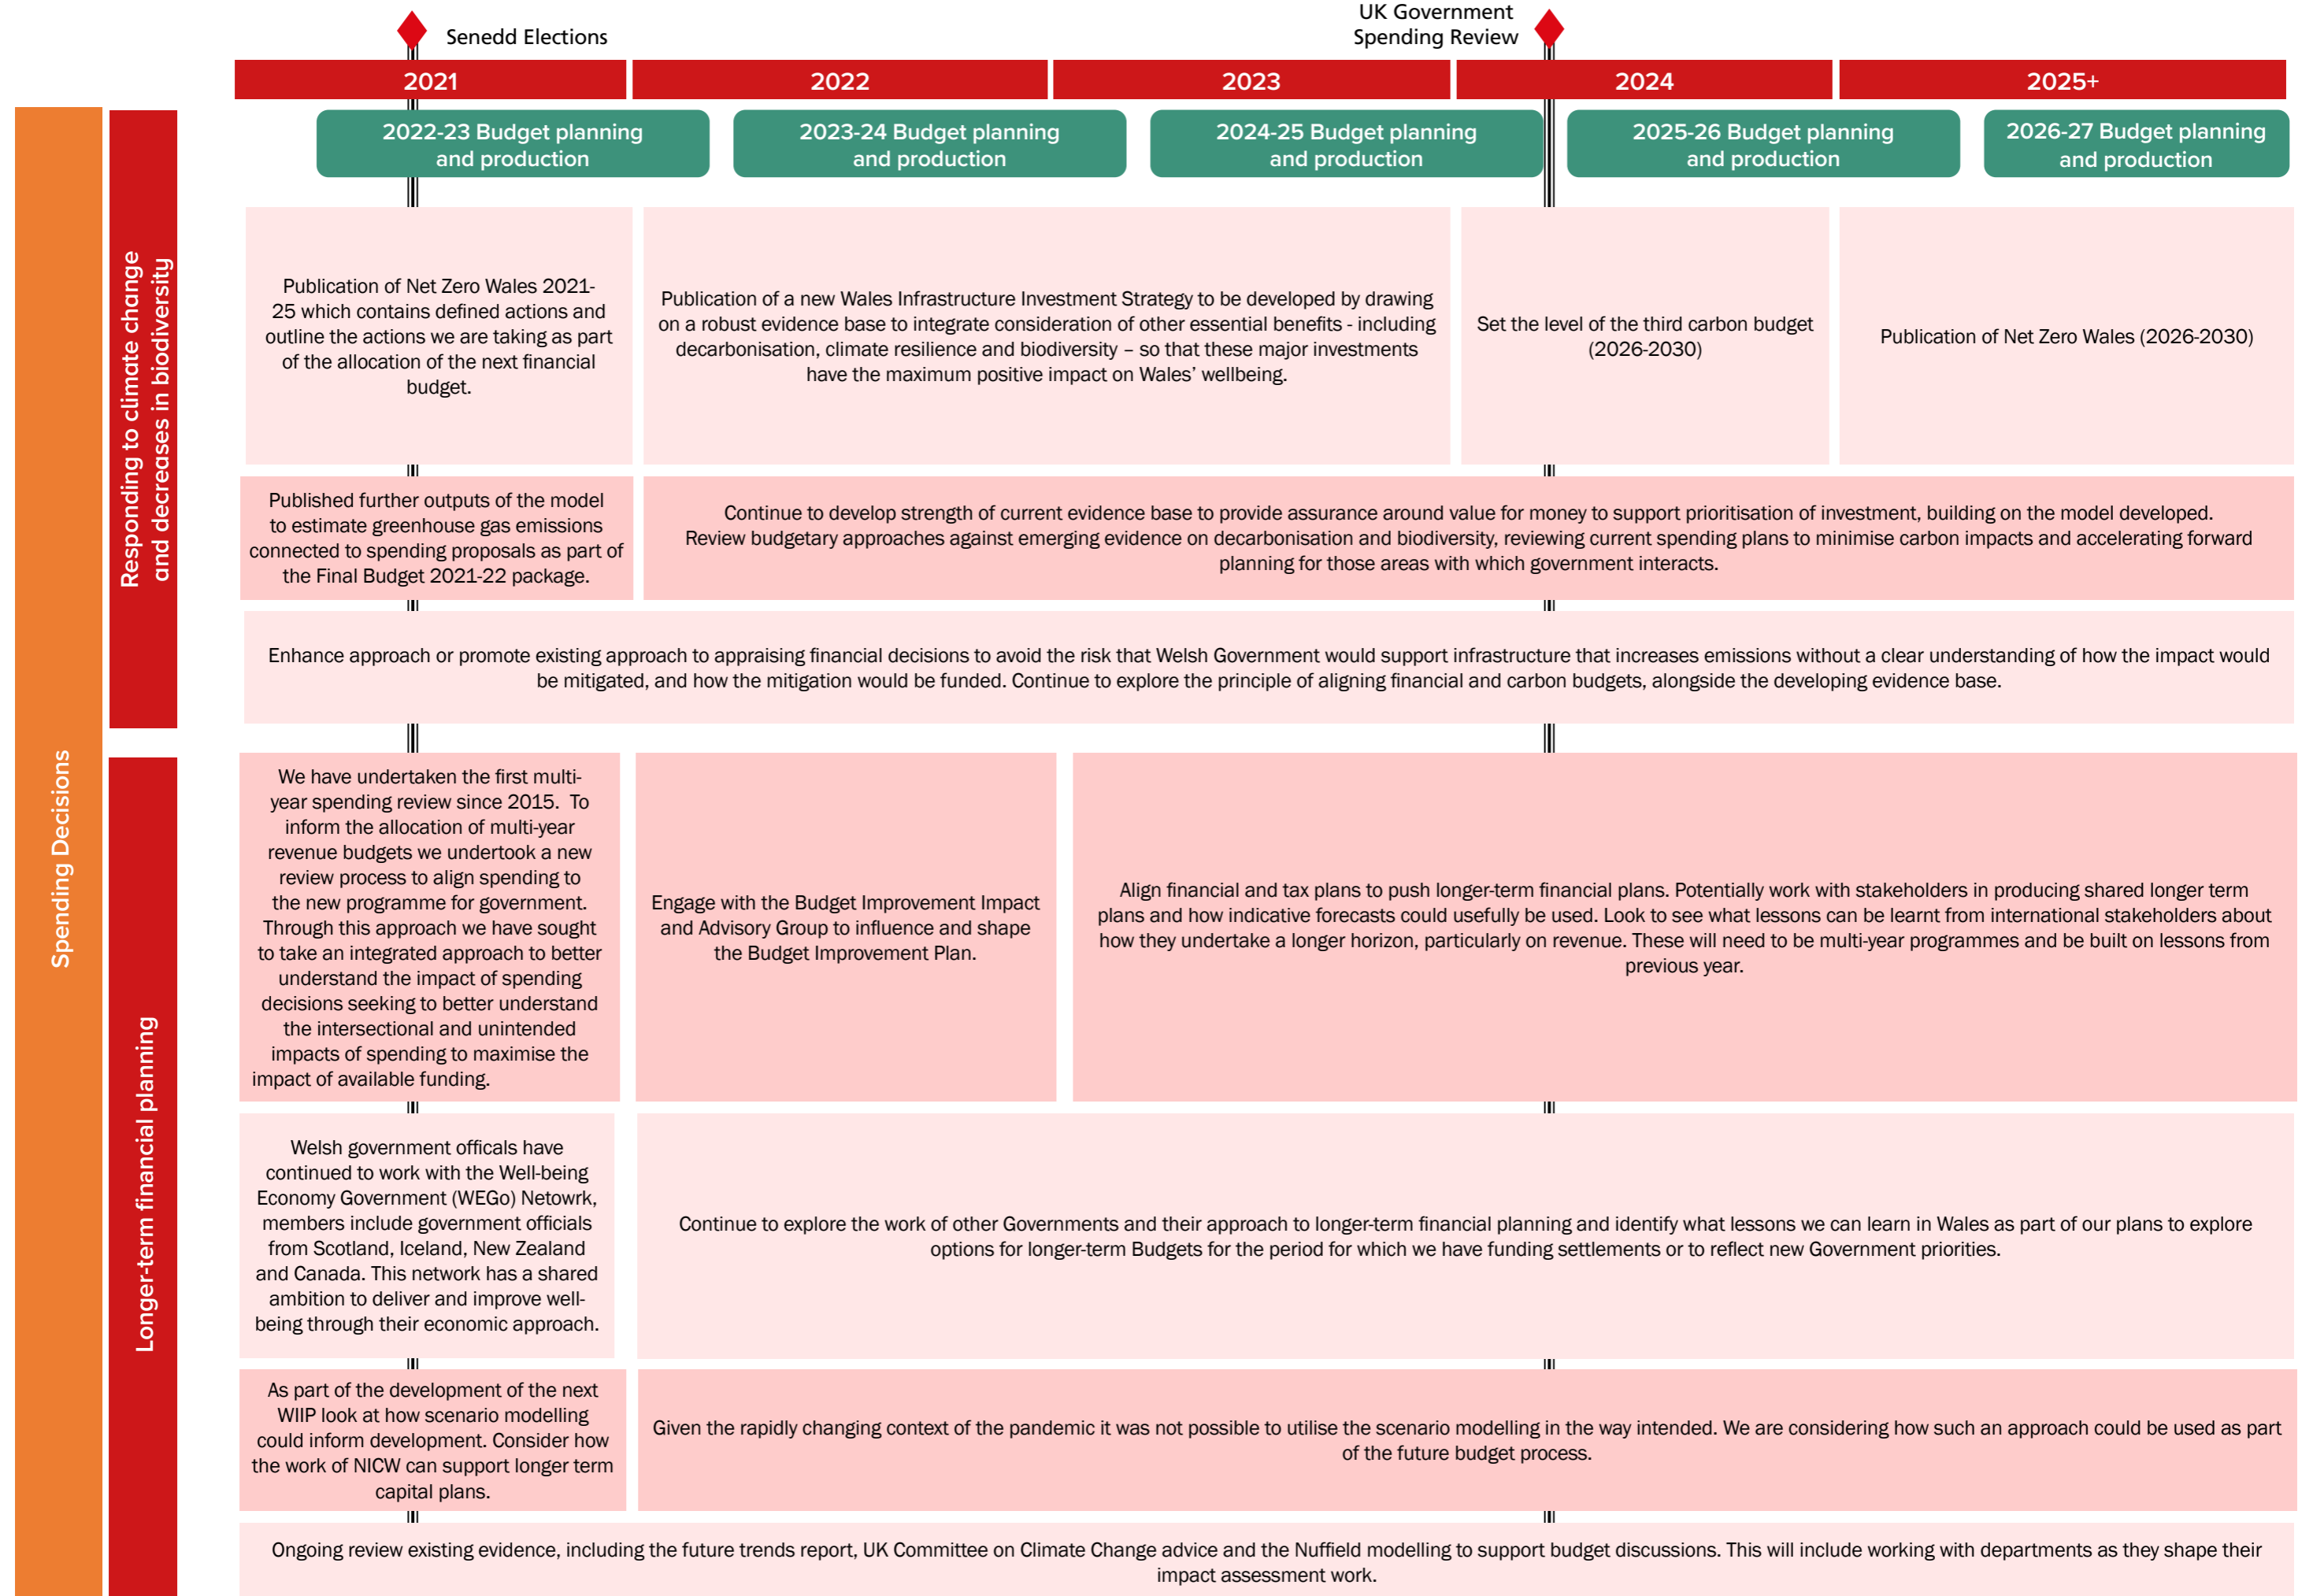 Senedd Elections
UK Government
Spending Review
2021
2022
2023
2024
2025+
2022-23 Budget planning
and production
2023-24 Budget planning
and production
2024-25 Budget planning
and production
2025-26 Budget planning
and production
2026-27 Budget planning
and production
Spending Decisions
Responding to climate change
and decreases in biodiversity
Publication of Net Zero Wales 2021-
25 which contains defined actions and
outline the actions we are taking as part
of the allocation of the next financial
budget.
Publication of a new Wales Infrastructure Investment Strategy to be developed by drawing
on a robust evidence base to integrate consideration of other essential benefits - including
decarbonisation, climate resilience and biodiversity – so that these major investments
have the maximum positive impact on Wales’ wellbeing.
Set the level of the third carbon budget
(2026-2030)
Publication of Net Zero Wales (2026-2030)
Published further outputs of the model
to estimate greenhouse gas emissions
connected to spending proposals as part of
the Final Budget 2021-22 package.
Continue to develop strength of current evidence base to provide assurance around value for money to support prioritisation of investment, building on the model developed.
Review budgetary approaches against emerging evidence on decarbonisation and biodiversity, reviewing current spending plans to minimise carbon impacts and accelerating forward
planning for those areas with which government interacts.
Enhance approach or promote existing approach to appraising financial decisions to avoid the risk that Welsh Government would support infrastructure that increases emissions without a clear understanding of how the impact would
be mitigated, and how the mitigation would be funded. Continue to explore the principle of aligning financial and carbon budgets, alongside the developing evidence base.
Longer-term financial planning
We have undertaken the first multi-
year spending review since 2015.  To
inform the allocation of multi-year
revenue budgets we undertook a new
review process to align spending to
the new programme for government.
Through this approach we have sought
to take an integrated approach to better
understand the impact of spending
decisions seeking to better understand
the intersectional and unintended
impacts of spending to maximise the
impact of available funding.
Engage with the Budget Improvement Impact
and Advisory Group to influence and shape
the Budget Improvement Plan.
Align financial and tax plans to push longer-term financial plans. Potentially work with stakeholders in producing shared longer term
plans and how indicative forecasts could usefully be used. Look to see what lessons can be learnt from international stakeholders about
how they undertake a longer horizon, particularly on revenue. These will need to be multi-year programmes and be built on lessons from
previous year.
Welsh government officals have
continued to work with the Well-being
Economy Government (WEGo) Netowrk,
members include government officials
from Scotland, Iceland, New Zealand
and Canada. This network has a shared
ambition to deliver and improve well-
being through their economic approach.
Continue to explore the work of other Governments and their approach to longer-term financial planning and identify what lessons we can learn in Wales as part of our plans to explore
options for longer-term Budgets for the period for which we have funding settlements or to reflect new Government priorities.
As part of the development of the next
WIIP look at how scenario modelling
could inform development. Consider how
the work of NICW can support longer term
capital plans.
Given the rapidly changing context of the pandemic it was not possible to utilise the scenario modelling in the way intended. We are considering how such an approach could be used as part
of the future budget process.
Ongoing review existing evidence, including the future trends report, UK Committee on Climate Change advice and the Nuffield modelling to support budget discussions. This will include working with departments as they shape their
impact assessment work.